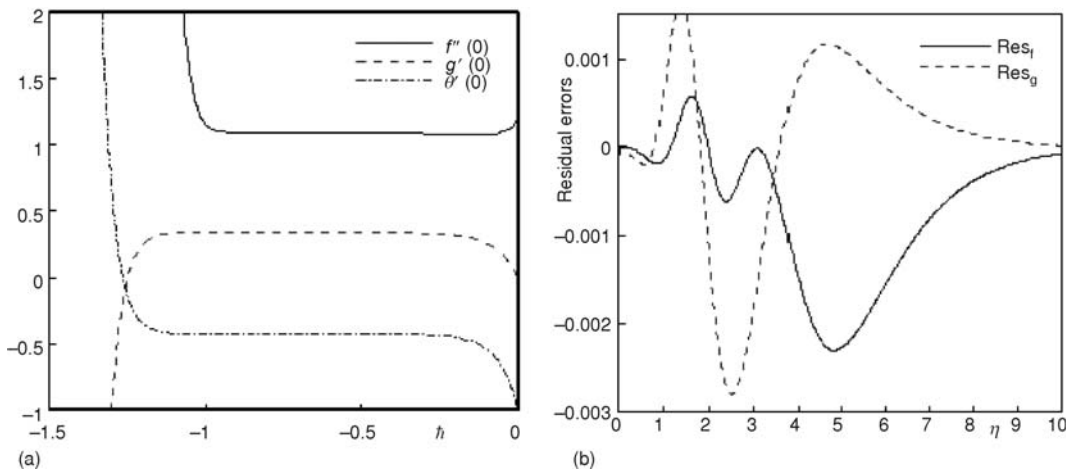 2
1.5
1
0.5
0
−0.5
−1
−1.5
−1
−0.5
ħ
0
f″ (0)
g′ (0)
θ′ (0)
(a)
Residual errors
0.001
0
−0.001
−0.002
−0.003
0 1 2 3 4 5 6 7 8 9 10
η
Res_f
Res_g
(b)